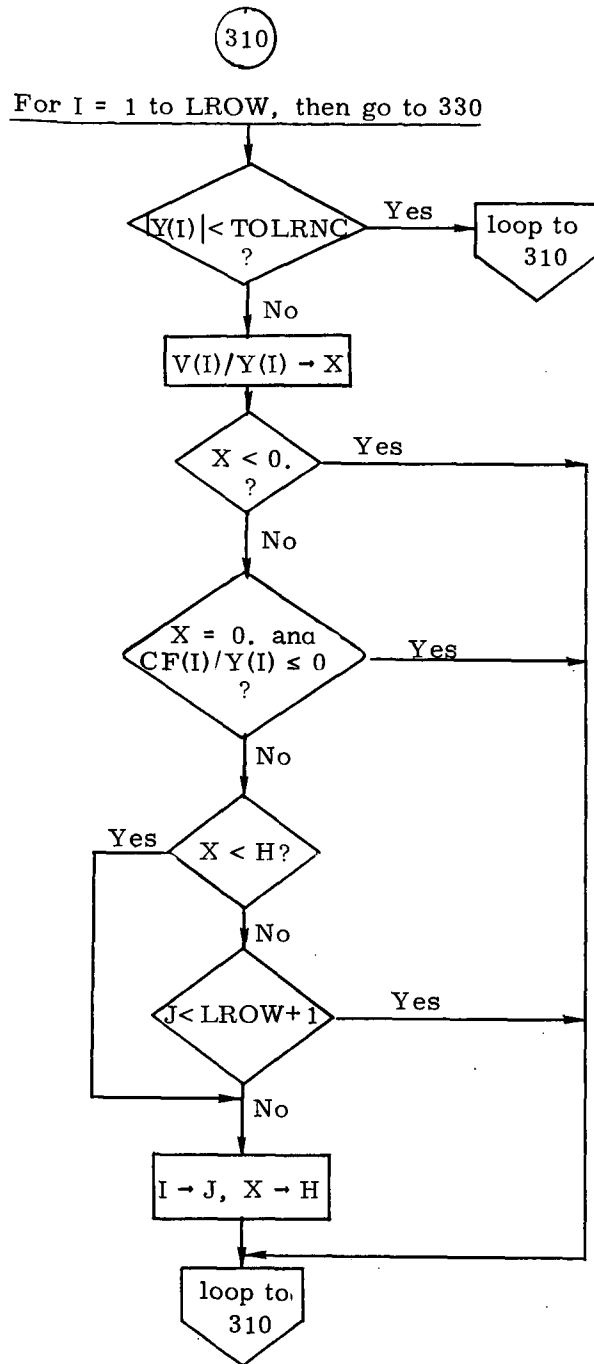 310
For I = 1 to LROW, then go to 330
|Y(I)| < TOLRNC
?
Yes
loop to
310
No
V(I)/Y(I) → X
X < 0.
?
Yes
No
X = 0. and
CF(I)/Y(I) ≤ 0
?
Yes
No
Yes
X < H?
No
J< LROW+ 1
Yes
No
I → J, X → H
loop to
310